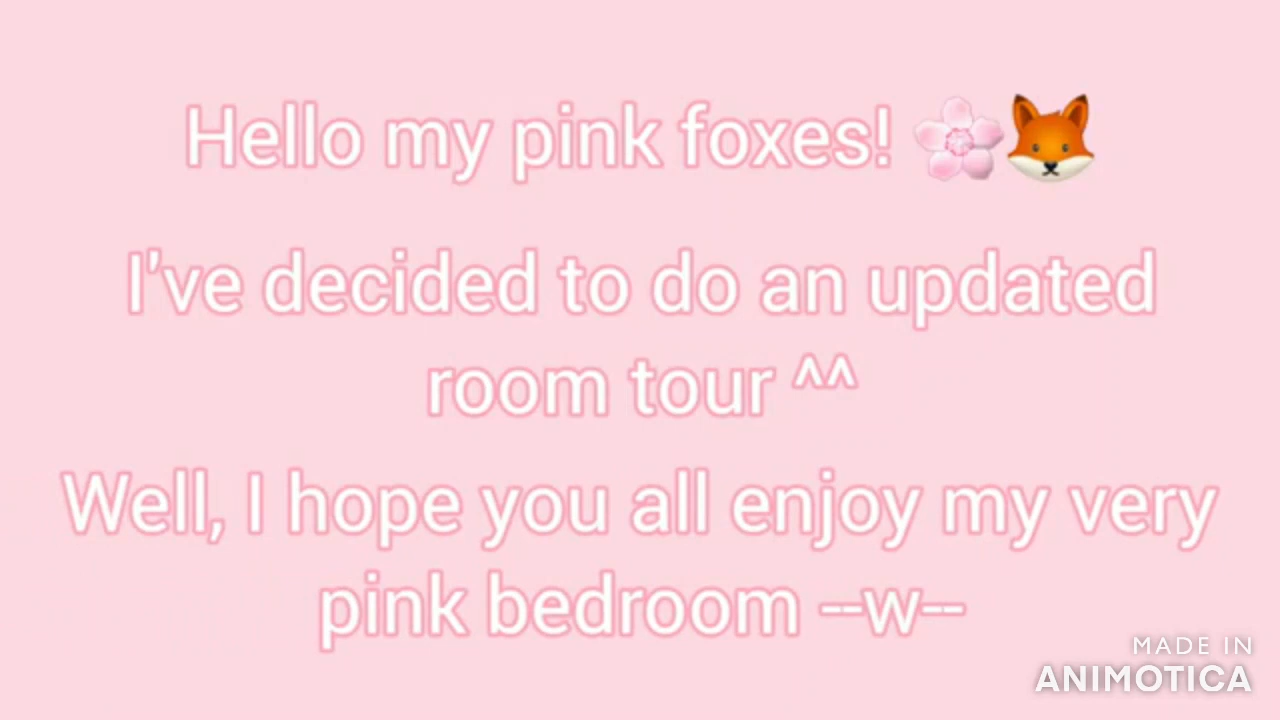 Hello my pink foxes! 🌸🦊
I've decided to do an updated
room tour ^^
Well, I hope you all enjoy my very
pink bedroom --w--
MADE IN
ANIMOTICA